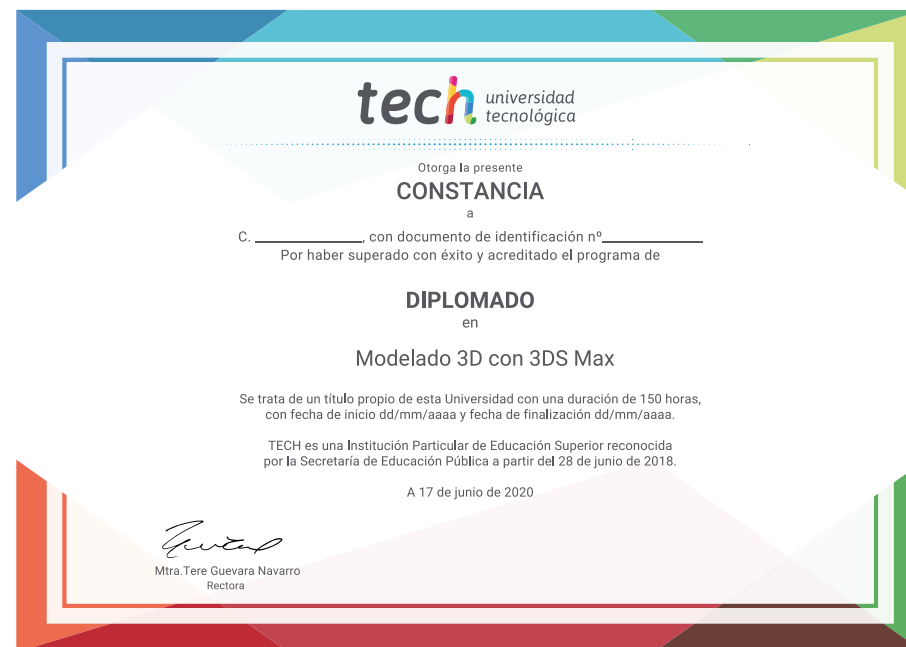 tech universidad
tecnológica
Otorga la presente
CONSTANCIA
a
C. ____________, con documento de identificación nº____________
Por haber superado con éxito y acreditado el programa de
DIPLOMADO
en
Modelado 3D con 3DS Max
Se trata de un título propio de esta Universidad con una duración de 150 horas,
con fecha de inicio dd/mm/aaaa y fecha de finalización dd/mm/aaaa.
TECH es una Institución Particular de Educación Superior reconocida
por la Secretaría de Educación Pública a partir del 28 de junio de 2018.
A 17 de junio de 2020
Mtra.Tere Guevara Navarro
Rectora